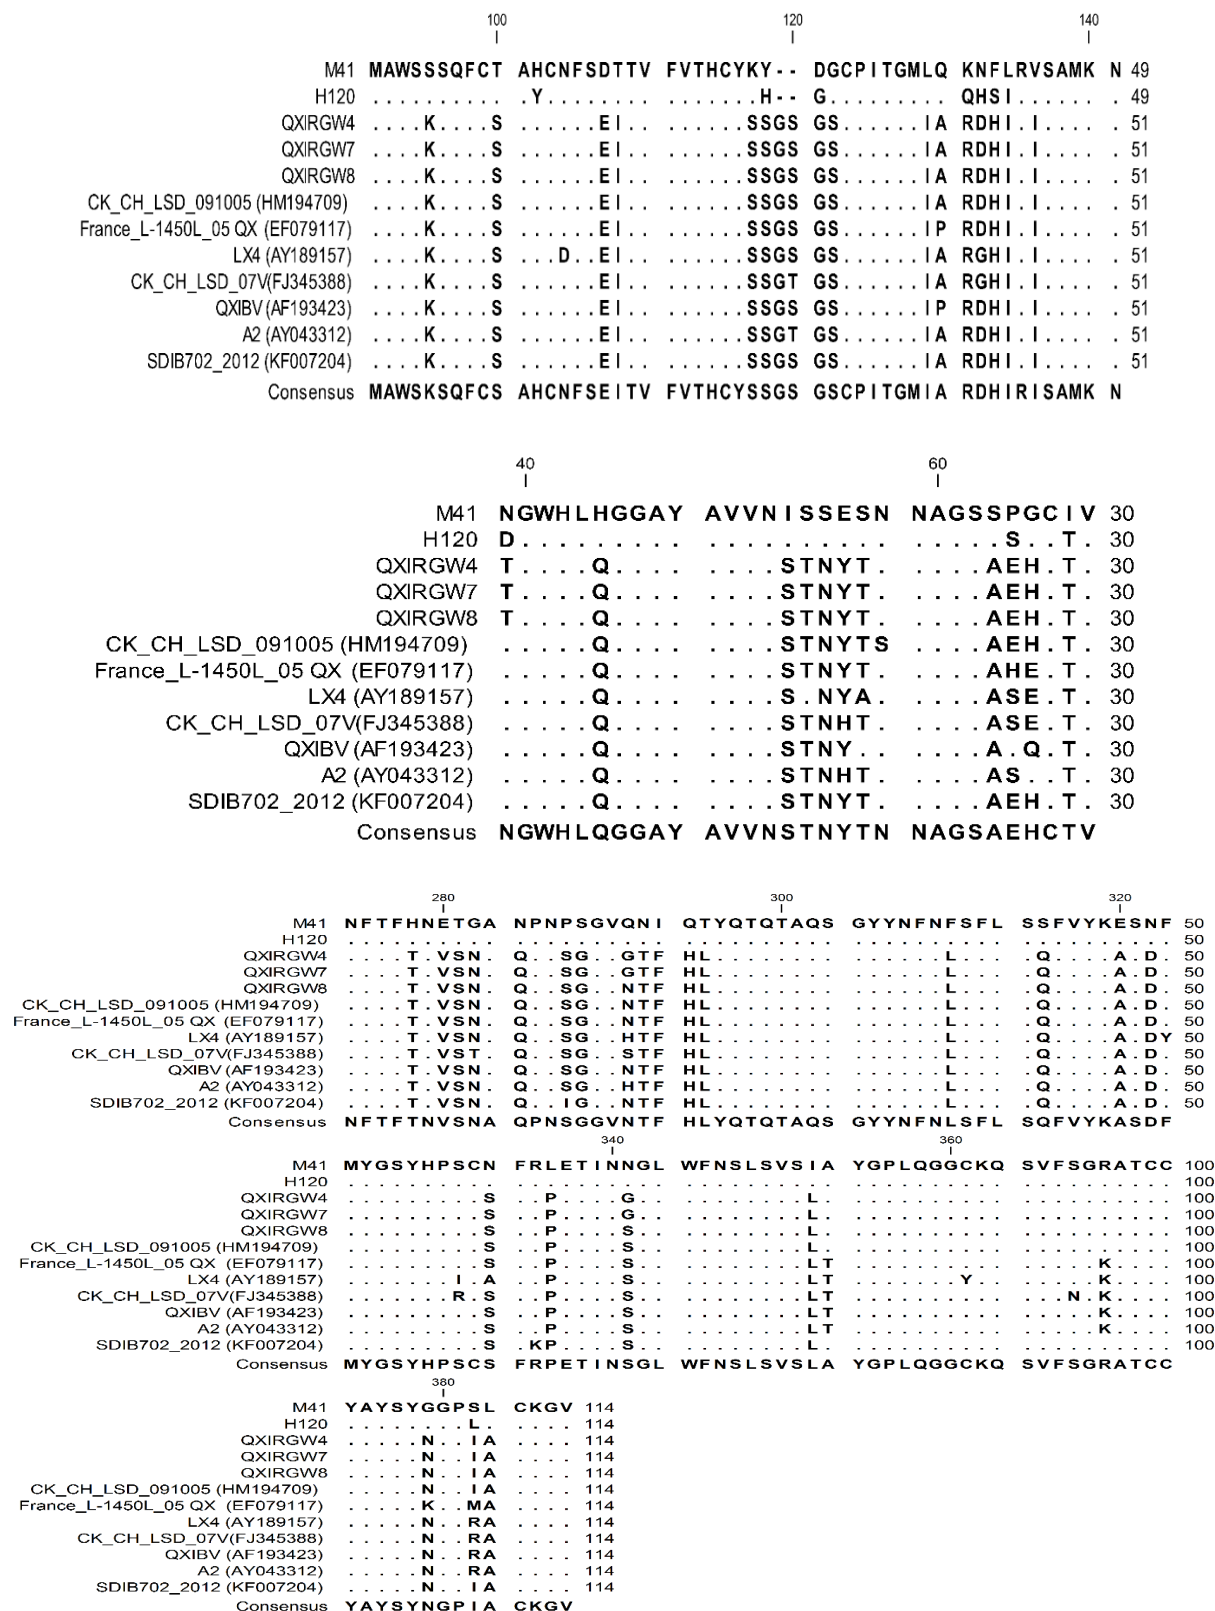 100 120 140
M41 MAWSSSQFCT AHCNFSDTTV FVTHCYKY-- DGCPITGMLQ KNFLRVSAMK N 49
H120 .......... ..Y....... .......H-- G......... QHSI...... . 49
QXIRGW4 ....K....S ......EI.. ......SSGS GS......IA RDHI.I.... . 51
QXIRGW7 ....K....S ......EI.. ......SSGS GS......IA RDHI.I.... . 51
QXIRGW8 ....K....S ......EI.. ......SSGS GS......IA RDHI.I.... . 51
CK_CH_LSD_091005 (HM194709) ....K....S ......EI.. ......SSGS GS......IA RDHI.I.... . 51
France_L-1450L_05 QX (EF079117) ....K....S ......EI.. ......SSGS GS......IP RDHI.I.... . 51
LX4 (AY189157) ....K....S ...D..EI.. ......SSGS GS......IA RGHI.I.... . 51
CK_CH_LSD_07V(FJ345388) ....K....S ......EI.. ......SSGT GS......IA RGHI.I.... . 51
QXIBV (AF193423) ....K....S ......EI.. ......SSGS GS......IP RDHI.I.... . 51
A2 (AY043312) ....K....S ......EI.. ......SSGT GS......IA RDHI.I.... . 51
SDIB702_2012 (KF007204) ....K....S ......EI.. ......SSGS GS......IA RDHI.I.... . 51
Consensus MAWSKSQFCS AHCNFSEITV FVTHCYSSGS GSCPITGMIA RDHIRISAMK N
40 60
M41 NGWHLHGGAY AVVNISSESN NAGSSPGCIV 30
H120 D......... .......... .....S..T. 30
QXIRGW4 T....Q.... ....STNYT. ....AEH.T. 30
QXIRGW7 T....Q.... ....STNYT. ....AEH.T. 30
QXIRGW8 T....Q.... ....STNYT. ....AEH.T. 30
CK_CH_LSD_091005 (HM194709) .....Q.... ....STNYTS ....AEH.T. 30
France_L-1450L_05 QX (EF079117) .....Q.... ....STNYT. ....AHE.T. 30
LX4 (AY189157) .....Q.... ....S.NYA. ....ASE.T. 30
CK_CH_LSD_07V(FJ345388) .....Q.... ....STNHT. ....ASE.T. 30
QXIBV (AF193423) .....Q.... ....STNY.. ....A.Q.T. 30
A2 (AY043312) .....Q.... ....STNHT. ....AS..T. 30
SDIB702_2012 (KF007204) .....Q.... ....STNYT. ....AEH.T. 30
Consensus NGWHLQGGAY AVVNSTNYTN NAGSAEHCTV
280 300 320
M41 NFTFHNETGA NPNPSGVQNI QTYQTQTAQS GYYNFNFSFL SSFVYKESNF 50
H120 .......... .......... .......... .......... .......... 50
QXIRGW4 ....T.VSN. Q..SG..GTF HL........ ......L... .Q....A.D. 50
QXIRGW7 ....T.VSN. Q..SG..GTF HL........ ......L... .Q....A.D. 50
QXIRGW8 ....T.VSN. Q..SG..NTF HL........ ......L... .Q....A.D. 50
CK_CH_LSD_091005 (HM194709) ....T.VSN. Q..SG..NTF HL........ ......L... .Q....A.D. 50
France_L-1450L_05 QX (EF079117) ....T.VSN. Q..SG..NTF HL........ ......L... .Q....A.D. 50
LX4 (AY189157) ....T.VSN. Q..SG..HTF HL........ ......L... .Q....A.DY 50
CK_CH_LSD_07V(FJ345388) ....T.VST. Q..SG..STF HL........ ......L... .Q....A.D. 50
QXIBV (AF193423) ....T.VSN. Q..SG..NTF HL........ ......L... .Q....A.D. 50
A2 (AY043312) ....T.VSN. Q..SG..HTF HL........ ......L... .Q....A.D. 50
SDIB702_2012 (KF007204) ....T.VSN. Q..IG..NTF HL........ ......L... .Q....A.D. 50
Consensus NFTFTNVSNA QPNSGGVNTF HLYQTQTAQS GYYNFNLSFL SQFVYKASDF
340 360
M41 MYGSYHPSCN FRLETINNGL WFNSLSVSIA YGPLQGGCKQ SVFSGRATCC 100
H120 .......... .......... .......... .......... .......... 100
QXIRGW4 .........S ..P....G.. ........L. .......... .......... 100
QXIRGW7 .........S ..P....G.. ........L. .......... .......... 100
QXIRGW8 .........S ..P....S.. ........L. .......... .......... 100
CK_CH_LSD_091005 (HM194709) .........S ..P....S.. ........L. .......... .......... 100
France_L-1450L_05 QX (EF079117) .........S ..P....S.. ........LT .......... .....K.... 100
LX4 (AY189157) .......I.A ..P....S.. ........LT .......Y.. .....K.... 100
CK_CH_LSD_07V(FJ345388) .......R.S ..P....S.. ........LT .......... ...N.K.... 100
QXIBV (AF193423) .........S ..P....S.. ........LT .......... .....K.... 100
A2 (AY043312) .........S ..P....S.. ........LT .......... .....K.... 100
SDIB702_2012 (KF007204) .........S .KP....S.. ........L. .......... .......... 100
Consensus MYGSYHPSCS FRPETINSGL WFNSLSVSLA YGPLQGGCKQ SVFSGRATCC
380
M41 YAYSYGGPSL CKGV 114
H120 ........L. .... 114
QXIRGW4 .....N..IA .... 114
QXIRGW7 .....N..IA .... 114
QXIRGW8 .....N..IA .... 114
CK_CH_LSD_091005 (HM194709) .....N..IA .... 114
France_L-1450L_05 QX (EF079117) .....K..MA .... 114
LX4 (AY189157) .....N..RA .... 114
CK_CH_LSD_07V(FJ345388) .....N..RA .... 114
QXIBV (AF193423) .....N..RA .... 114
A2 (AY043312) .....N..RA .... 114
SDIB702_2012 (KF007204) .....N..IA .... 114
Consensus YAYSYNGPIA CKGV